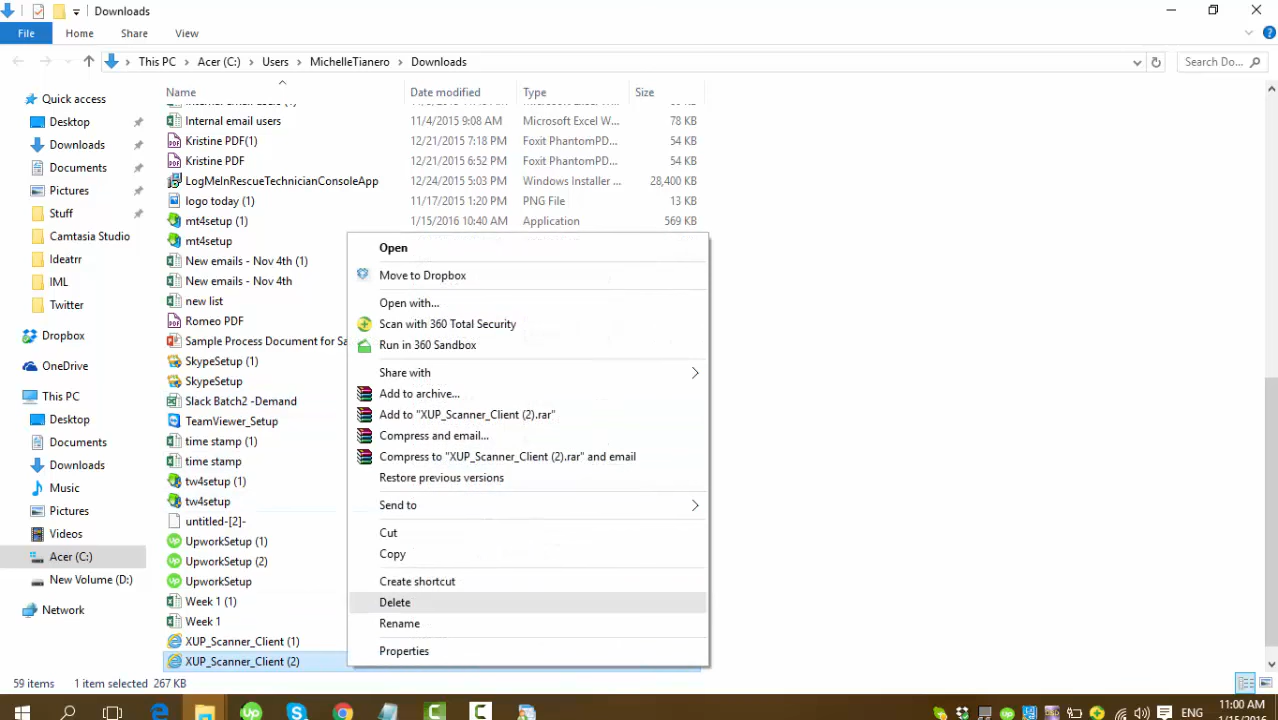 Downloads
File Home Share View
This PC Acer (C:) Users MichelleTianero Downloads Search Do...
Name Date modified Type Size
Quick access
Desktop
Downloads
Documents
Pictures
Stuff
Camtasia Studio
Ideatrr
IML
Twitter
Dropbox
OneDrive
This PC
Desktop
Documents
Downloads
Music
Pictures
Videos
Acer (C:)
New Volume (D:)
Network
Internal email users 11/4/2015 9:08 AM Microsoft Excel W... 78 KB
Kristine PDF(1) 12/21/2015 7:18 PM Foxit PhantomPD... 54 KB
Kristine PDF 12/21/2015 6:52 PM Foxit PhantomPD... 54 KB
LogMeInRescueTechnicianConsoleApp 12/24/2015 5:03 PM Windows Installer ... 28,400 KB
logo today (1) 11/17/2015 1:20 PM PNG File 13 KB
mt4setup (1) 1/15/2016 10:40 AM Application 569 KB
mt4setup
New emails - Nov 4th (1)
New emails - Nov 4th
new list
Romeo PDF
Sample Process Document for Sa
SkypeSetup (1)
SkypeSetup
Slack Batch2 -Demand
TeamViewer_Setup
time stamp (1)
time stamp
tw4setup (1)
tw4setup
untitled-[2]-
UpworkSetup (1)
UpworkSetup (2)
UpworkSetup
Week 1 (1)
Week 1
XUP_Scanner_Client (1)
XUP_Scanner_Client (2)
Open
Move to Dropbox
Open with...
Scan with 360 Total Security
Run in 360 Sandbox
Share with
Add to archive...
Add to "XUP_Scanner_Client (2).rar"
Compress and email...
Compress to "XUP_Scanner_Client (2).rar" and email
Restore previous versions
Send to
Cut
Copy
Create shortcut
Delete
Rename
Properties
59 items 1 item selected 267 KB
ENG 11:00 AM
1/15/2016